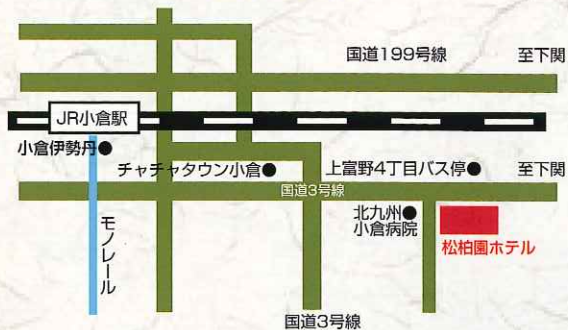 国道199号線
至下関
JR小倉駅
小倉伊勢丹●
チャチャタウン小倉●
上富野4丁目バス停●
至下関
国道3号線
モノレール
北九州●
小倉病院
松柏園ホテル
国道3号線